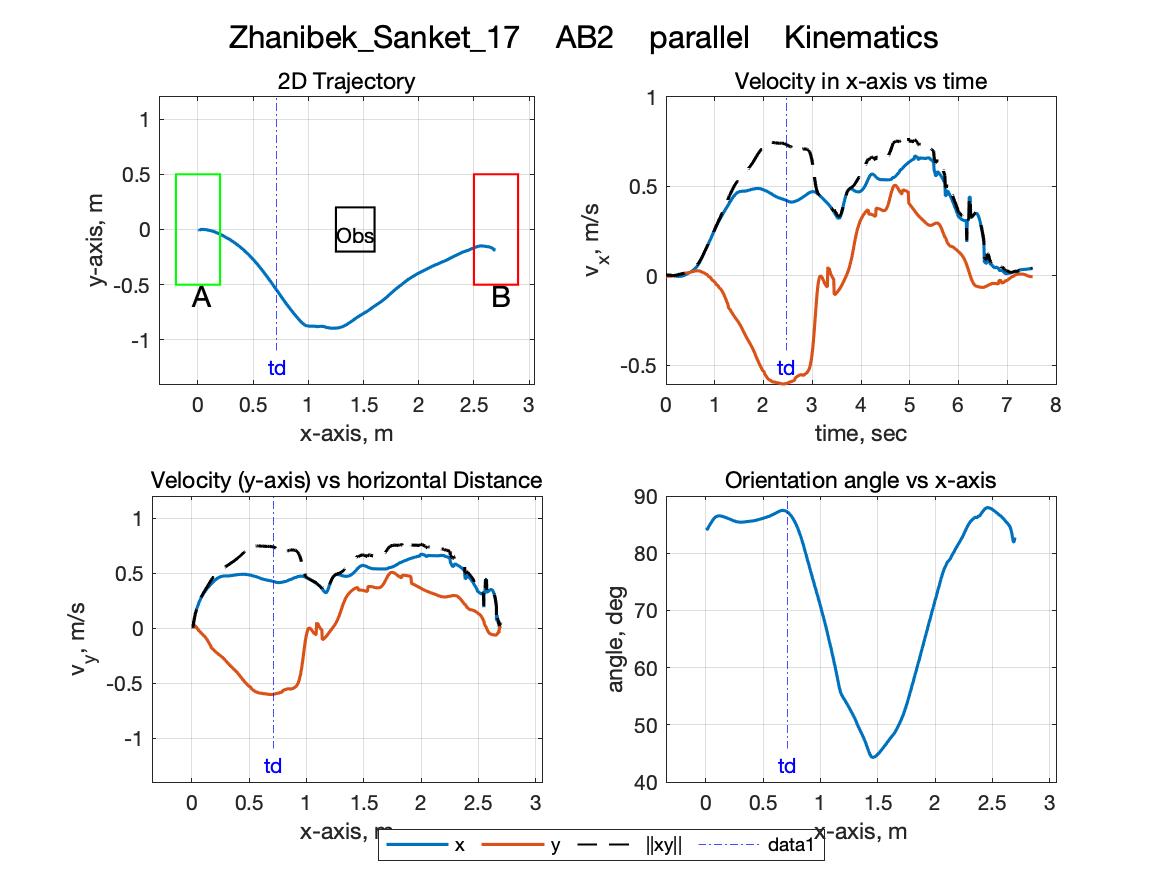 Zhanibek_Sanket_17 AB2 parallel Kinematics
2D Trajectory
1
0.5
0
-0.5
-1
y-axis, m
A
Obs
B
td
0 0.5 1 1.5 2 2.5 3
x-axis, m
Velocity in x-axis vs time
1
0.5
0
-0.5
v_x, m/s
td
0 1 2 3 4 5 6 7 8
time, sec
Velocity (y-axis) vs horizontal Distance
1
0.5
0
-0.5
-1
v_y, m/s
td
0 0.5 1 1.5 2 2.5 3
x-axis, m
Orientation angle vs x-axis
90
80
70
60
50
40
angle, deg
td
0 0.5 1 1.5 2 2.5 3
x-axis, m
x y ||xy|| data1